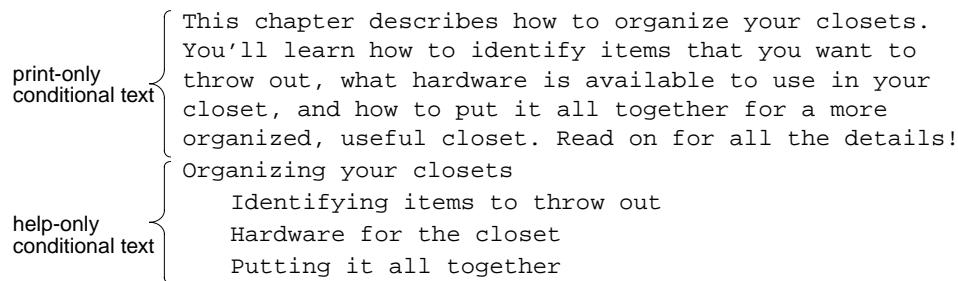 This chapter describes how to organize your closets.
You’ll learn how to identify items that you want to
print-only
conditional text
throw out, what hardware is available to use in your
closet, and how to put it all together for a more
organized, useful closet. Read on for all the details!
Organizing your closets
Identifying items to throw out
help-only
conditional text
Hardware for the closet
Putting it all together